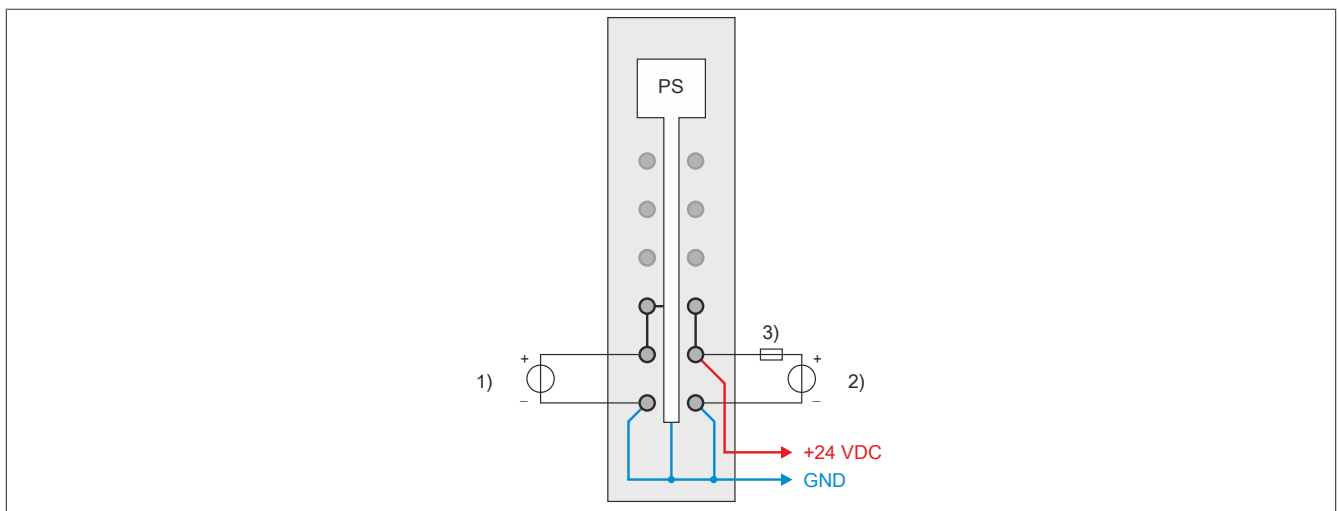 PS
3)
+ +
1) 2)
– –
+24 VDC
GND